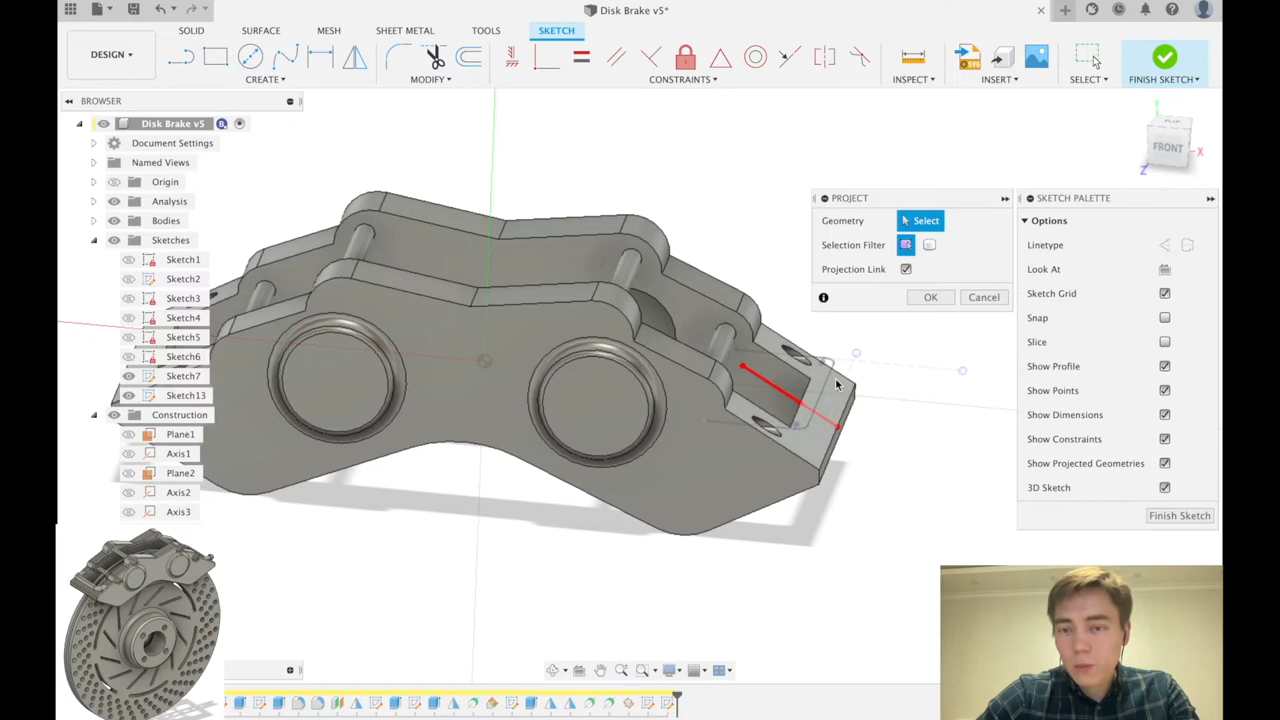 Disk Brake v5*
SOLID SURFACE MESH SHEET METAL TOOLS SKETCH
DESIGN ▾
CREATE ▾ MODIFY ▾ CONSTRAINTS ▾ INSPECT ▾ INSERT ▾ SELECT ▾ FINISH SKETCH ▾
BROWSER
Disk Brake v5
Document Settings
Named Views
Origin
Analysis
Bodies
Sketches
Sketch1
Sketch2
Sketch3
Sketch4
Sketch5
Sketch6
Sketch7
Sketch13
Construction
Plane1
Axis1
Plane2
Axis2
Axis3
FLIP
FRONT
Y
X
Z
PROJECT
Geometry Select
Selection Filter
Projection Link
OK Cancel
SKETCH PALETTE
Options
Linetype
Look At
Sketch Grid
Snap
Slice
Show Profile
Show Points
Show Dimensions
Show Constraints
Show Projected Geometries
3D Sketch
Finish Sketch